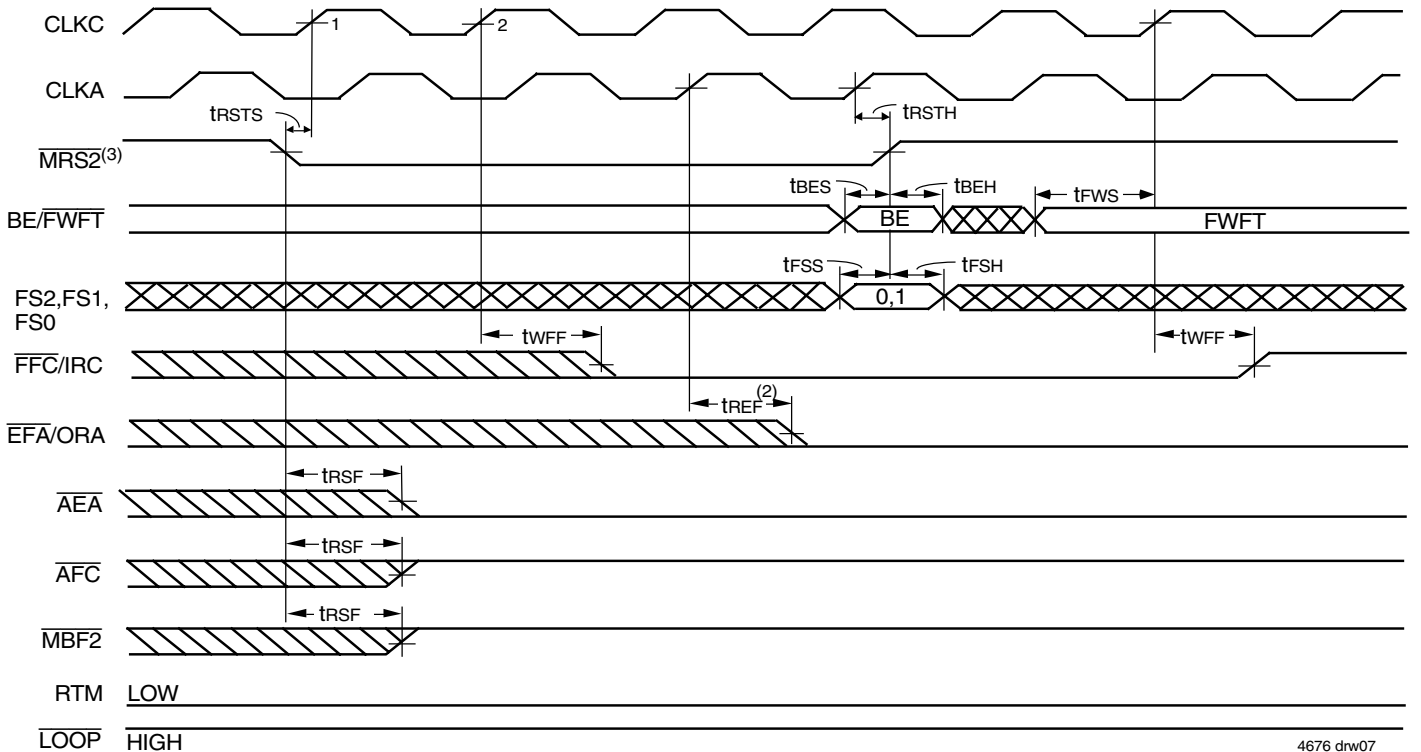 CLKC 1 2
CLKA
tRSTS tRSTH
MRS2(3)
tBES tBEH tFWS
BE/FWFT BE FWFT
tFSS tFSH
FS2,FS1,
FS0 0,1
tWFF tWFF
FFC/IRC
tREF(2)
EFA/ORA
tRSF
AEA
tRSF
AFC
tRSF
MBF2
RTM LOW
LOOP HIGH
4676 drw07